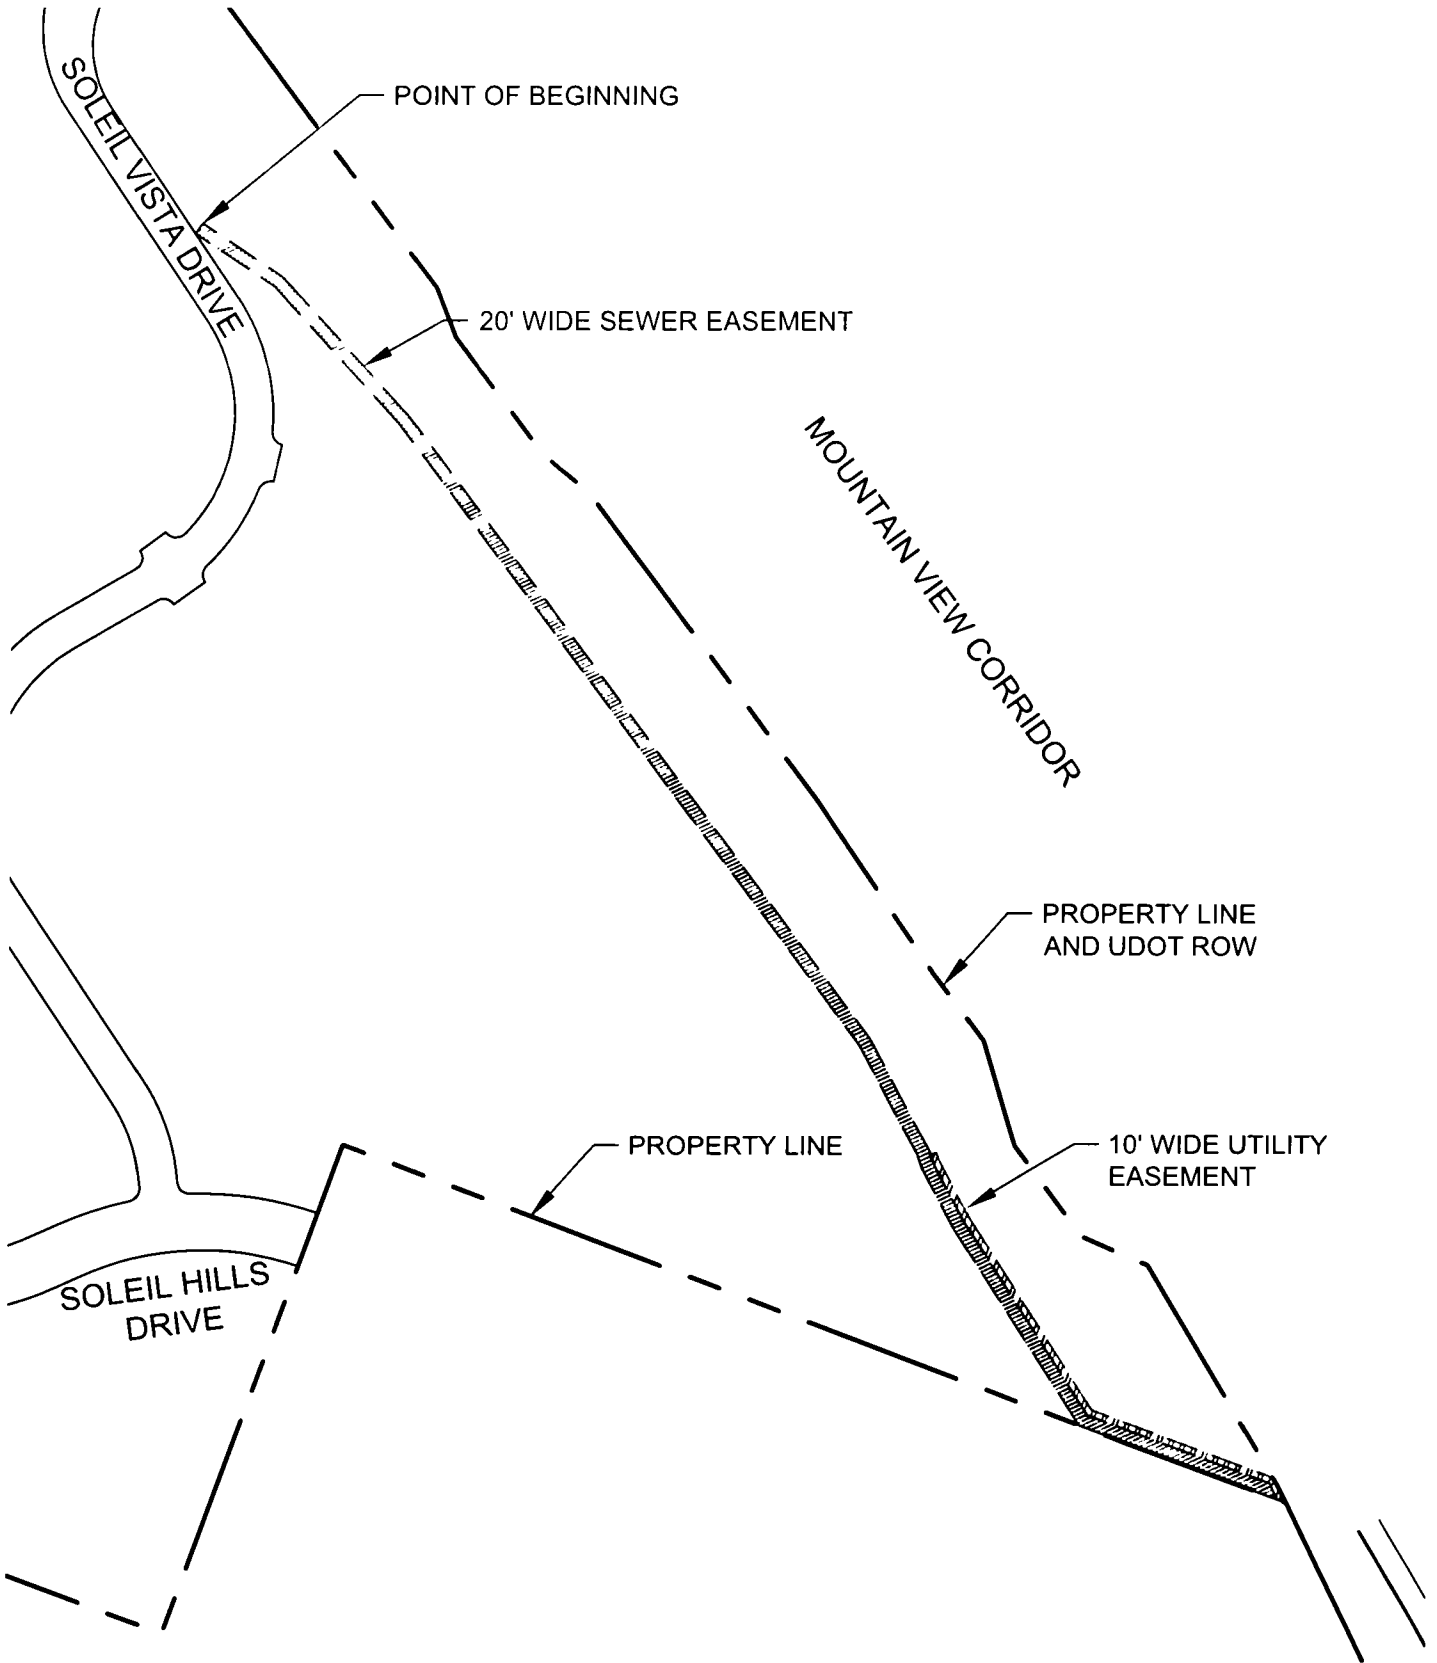 POINT OF BEGINNING
SOLEIL VISTA DRIVE
20' WIDE SEWER EASEMENT
MOUNTAIN VIEW CORRIDOR
PROPERTY LINE
AND UDOT ROW
PROPERTY LINE
10' WIDE UTILITY
EASEMENT
SOLEIL HILLS
DRIVE